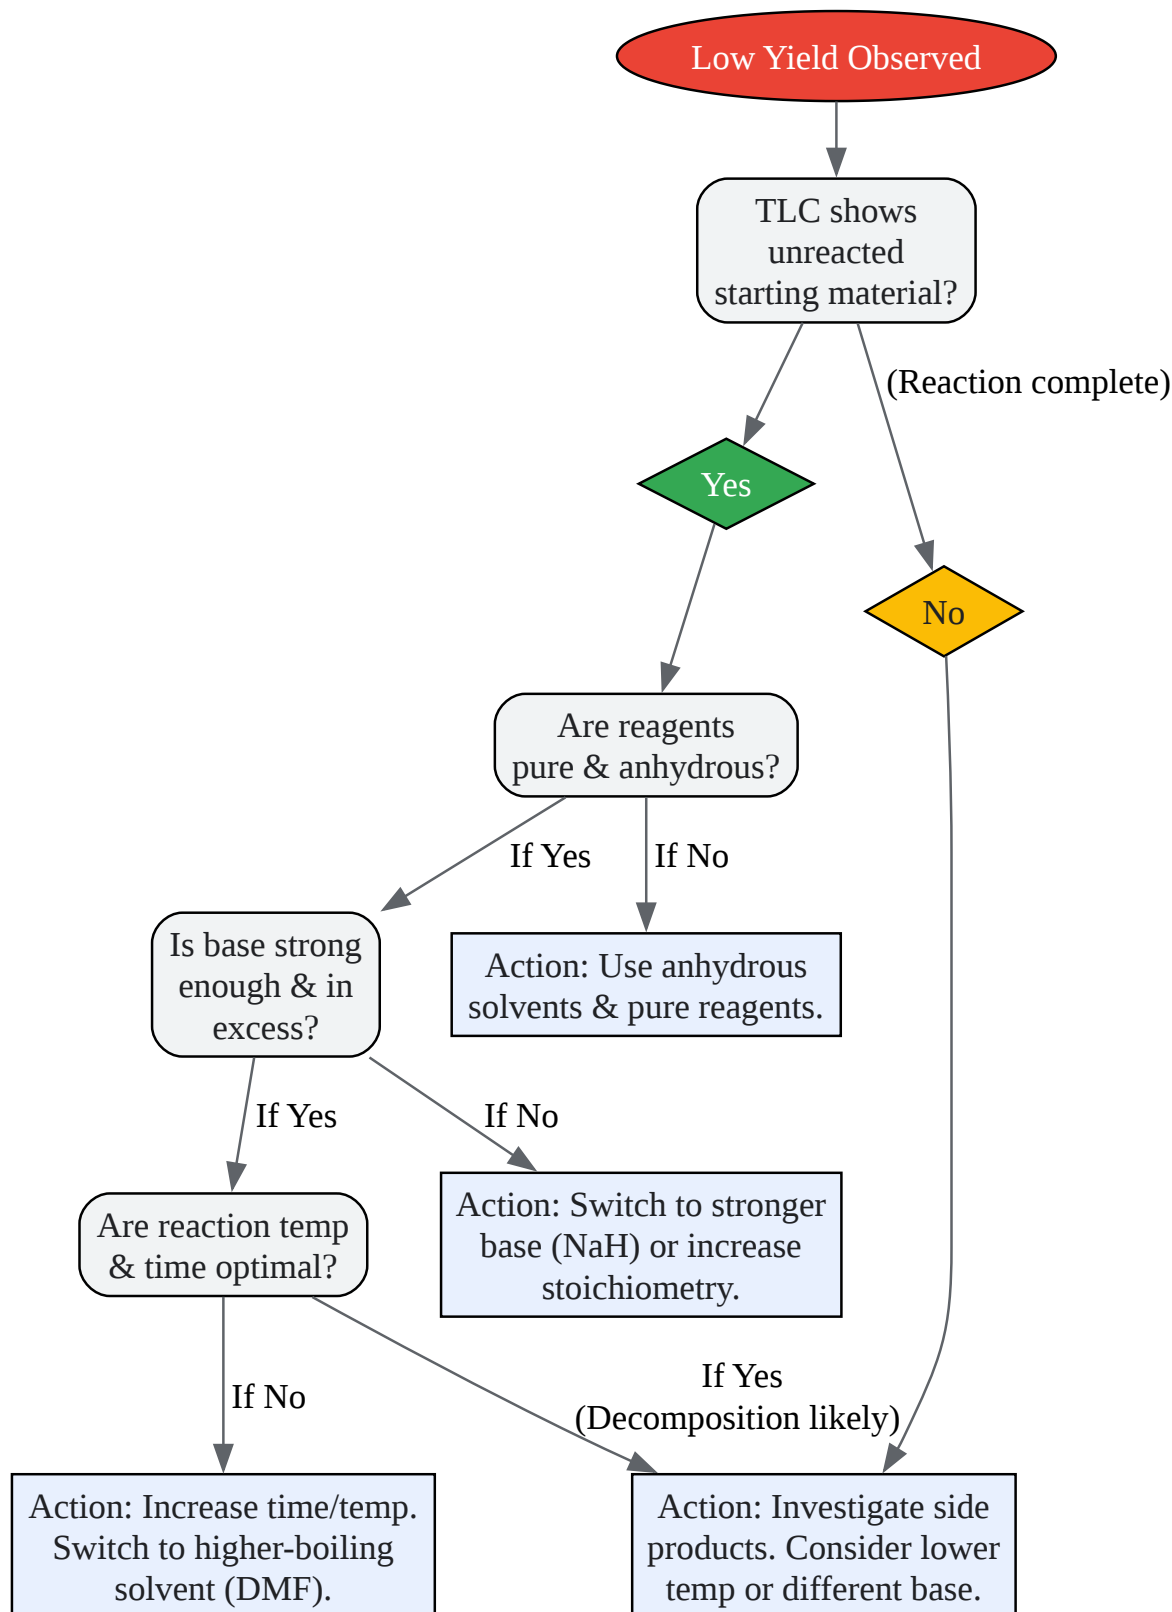 Low Yield Observed
TLC shows
unreacted
starting material?
(Reaction complete)
Yes
No
Are reagents
pure & anhydrous?
If Yes
If No
Is base strong
enough & in
excess?
Action: Use anhydrous
solvents & pure reagents.
If Yes
If No
Are reaction temp
& time optimal?
Action: Switch to stronger
base (NaH) or increase
stoichiometry.
If No
If Yes
(Decomposition likely)
Action: Increase time/temp.
Switch to higher-boiling
solvent (DMF).
Action: Investigate side
products. Consider lower
temp or different base.